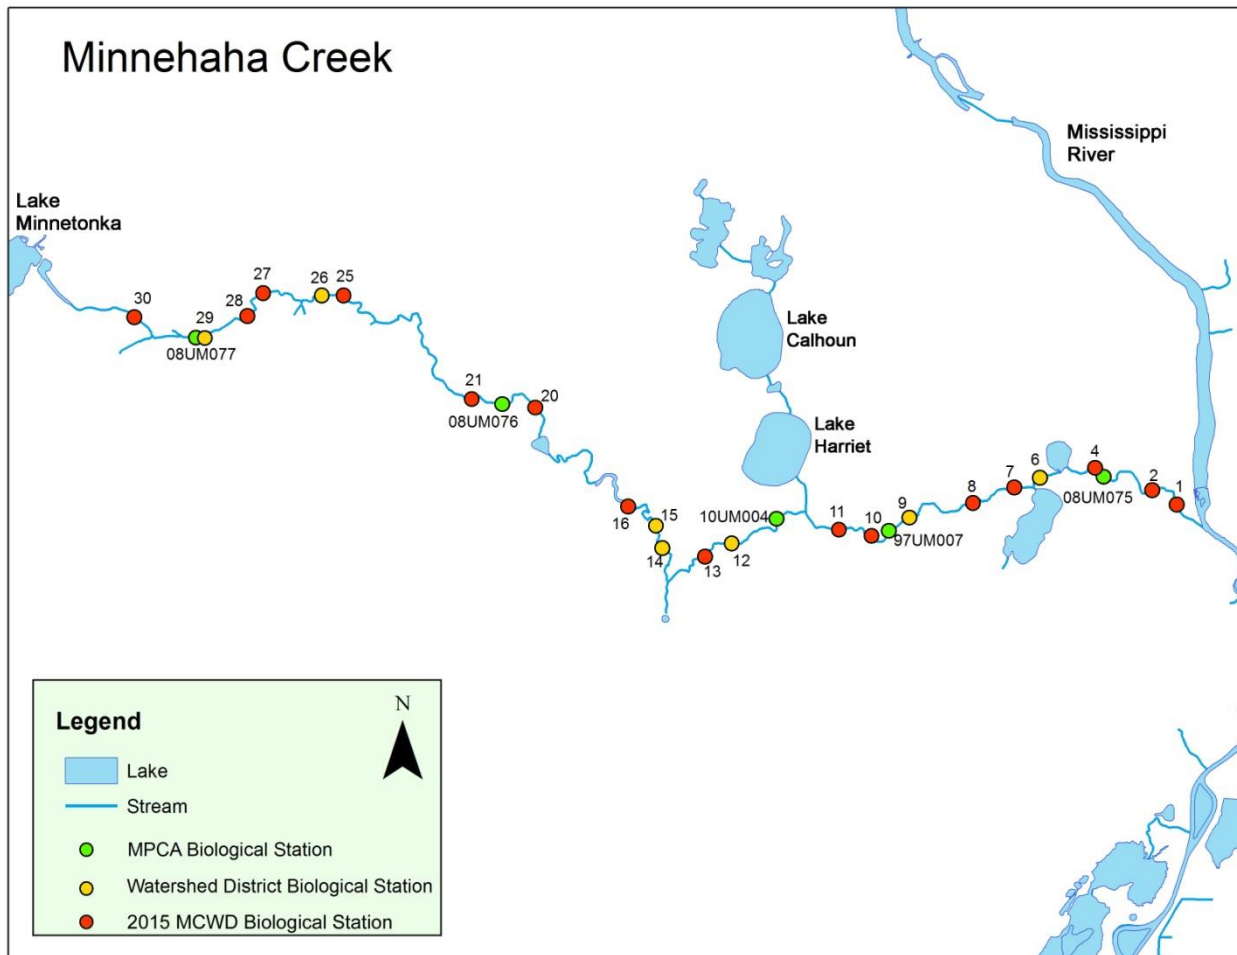 Minnehaha Creek
Mississippi
River
Lake
Minnetonka
27
26
25
30
28
29
08UM077
Lake
Calhoun
21
20
08UM076
Lake
Harriet
4
6
7
2
1
8
08UM075
9
16
15
10UM004
11
10
97UM007
14
13
12
Legend
N
Lake
Stream
MPCA Biological Station
Watershed District Biological Station
2015 MCWD Biological Station